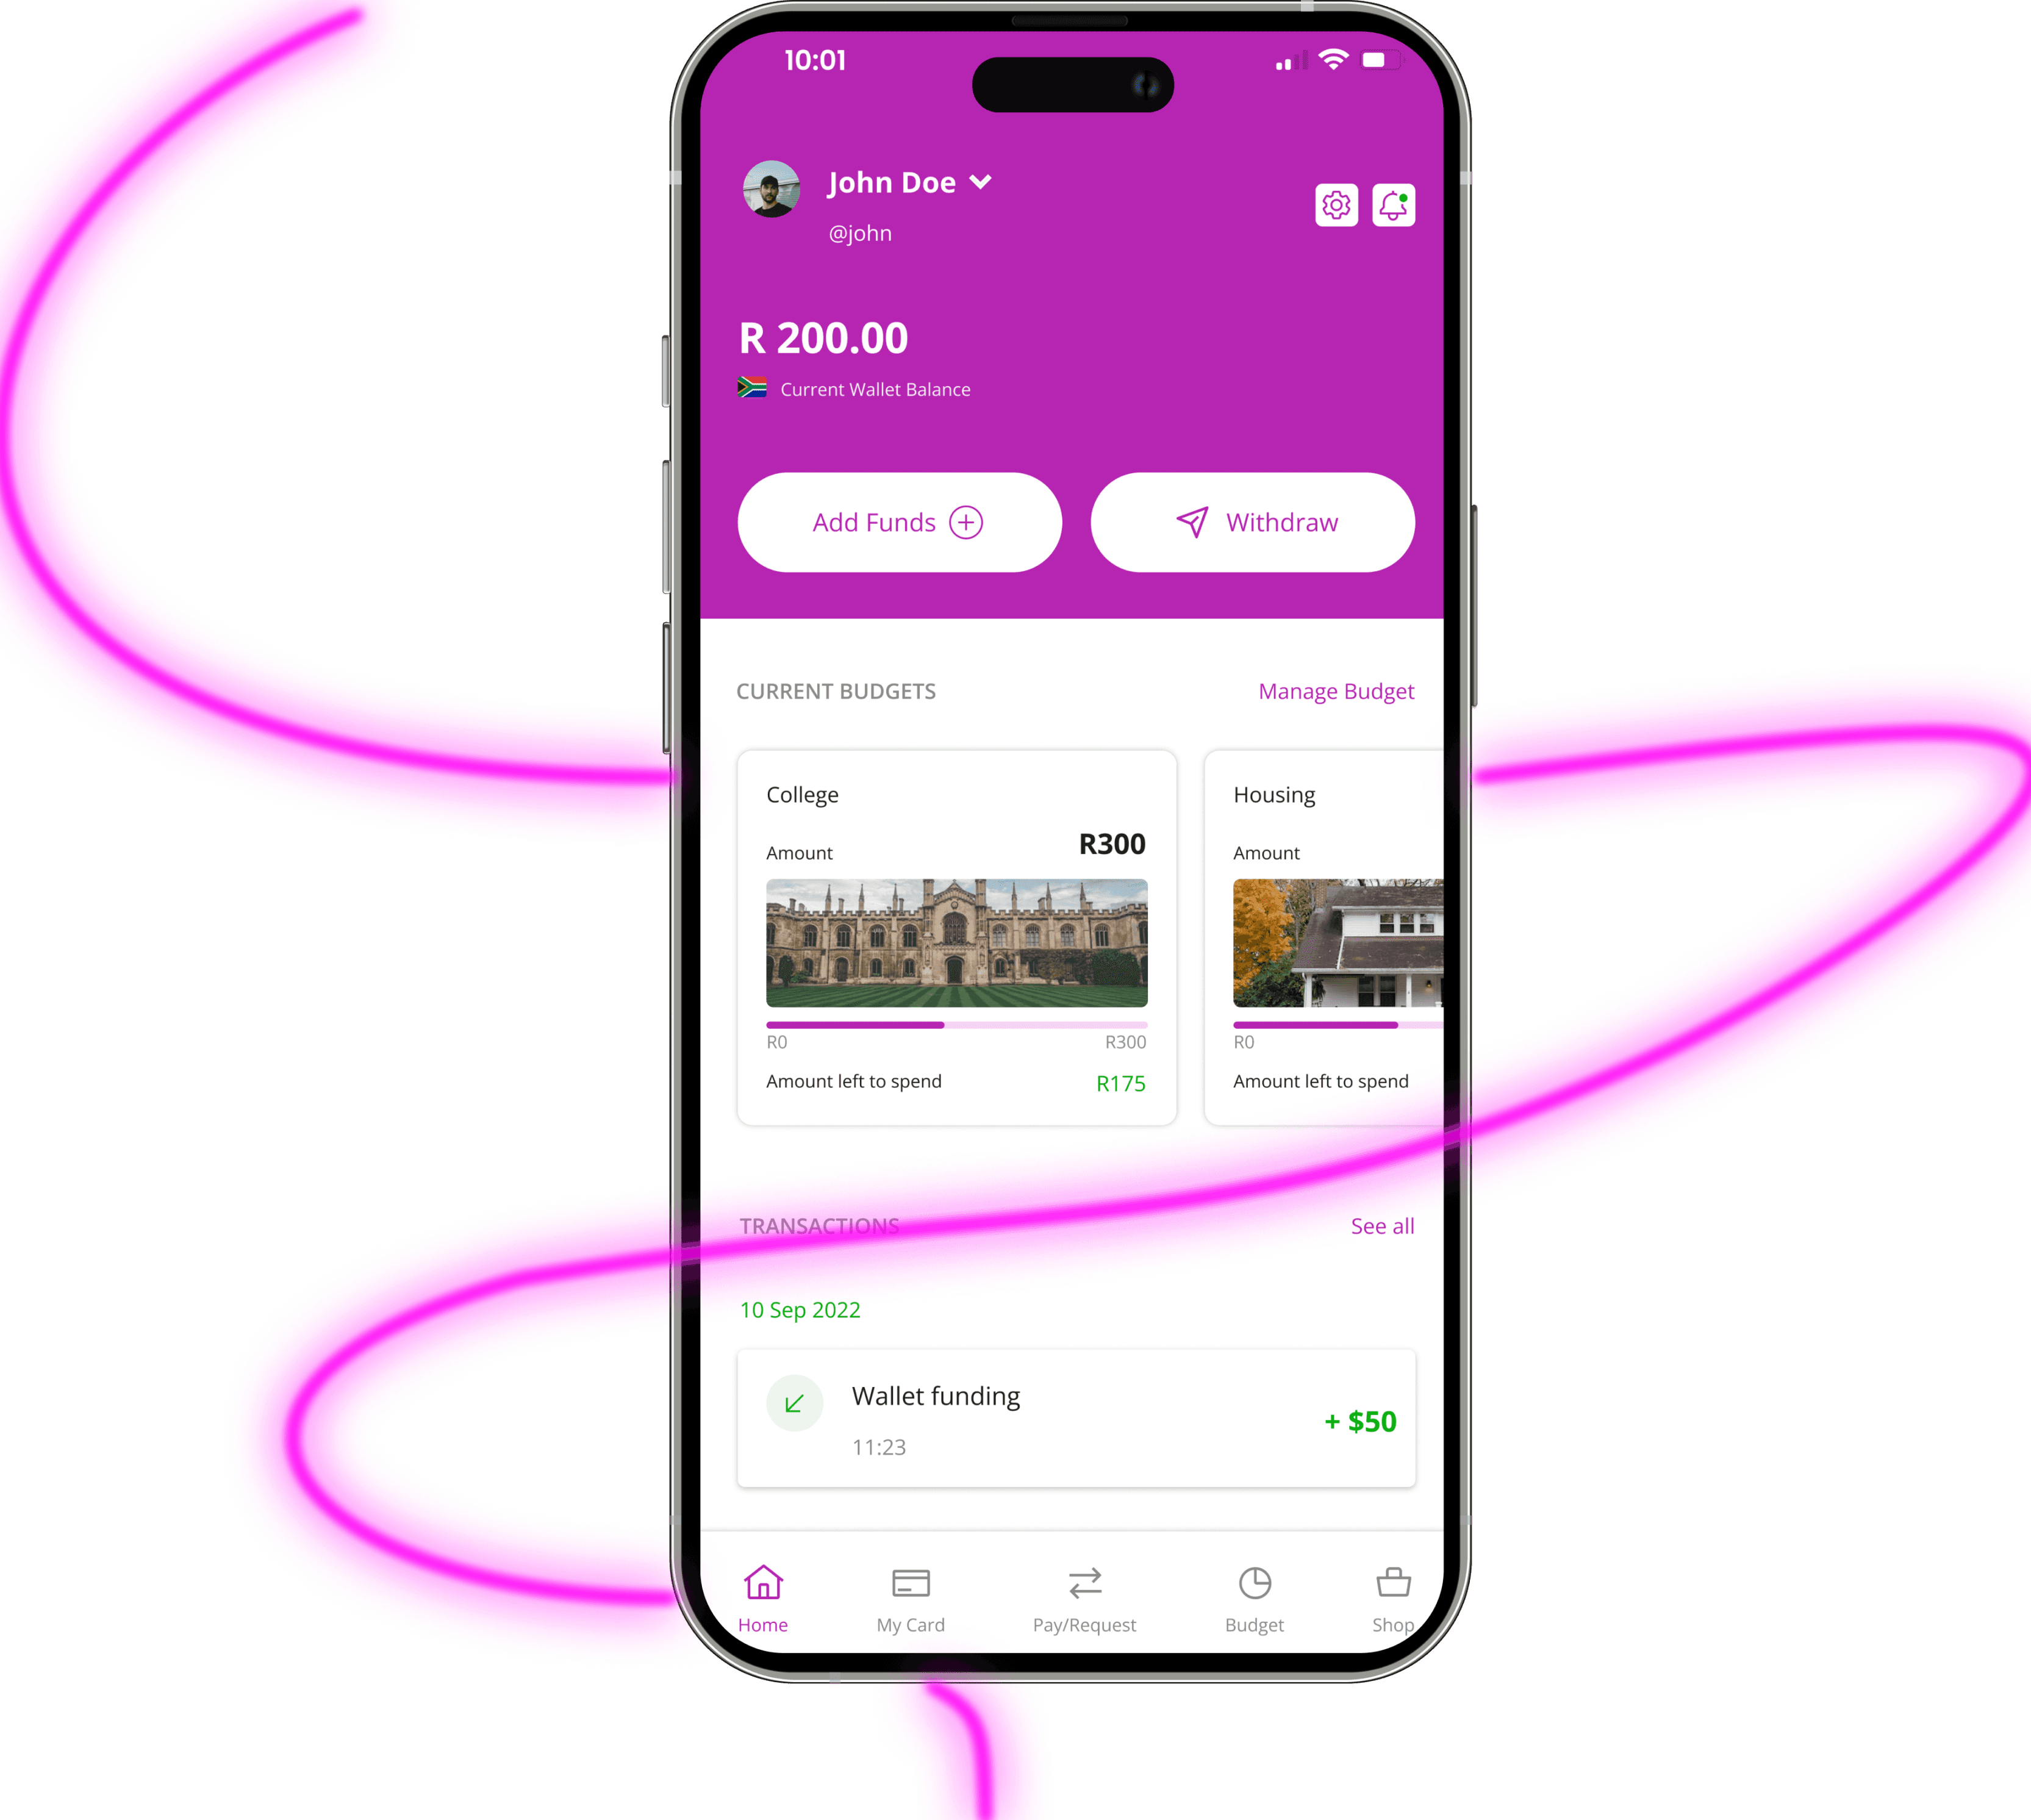 10:01
John Doe
@john
R 200.00
Current Wallet Balance
Add Funds
Withdraw
CURRENT BUDGETS
Manage Budget
College
Amount
R300
R0
R300
Amount left to spend
R175
Housing
Amount
R0
Amount left to spend
TRANSACTIONS
See all
10 Sep 2022
Wallet funding
11:23
+ $50
Home
My Card
Pay/Request
Budget
Shop